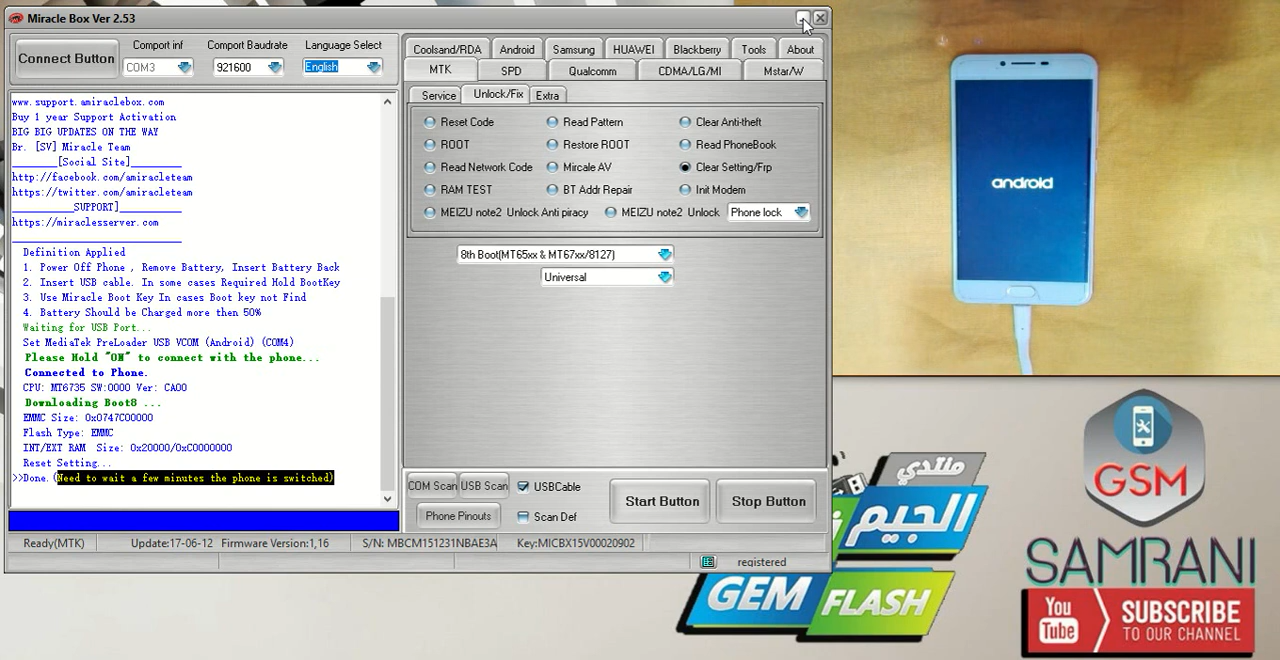 Miracle Box Ver 2.53
Connect Button
Comport inf
Comport Baudrate
Language Select
COM3
921600
English
www.support.amiraclebox.com
Buy 1 year Support Activation
BIG BIG UPDATES ON THE WAY
Br. [SV] Miracle Team
_______[Social Site]________
http://facebook.com/amiracleteam
https://twitter.com/amiracleteam
__________SUPPORT]__________
https://miraclesserver.com
Definition Applied
1. Power Off Phone , Remove Battery, Insert Battery Back
2. Insert USB cable. In some cases Required Hold BootKey
3. Use Miracle Boot Key In cases Boot key not Find
4. Battery Should be Charged more then 50%
Waiting for USB Port...
Set MediaTek PreLoader USB VCOM (Android) (COM4)
Please Hold "ON" to connect with the phone...
Connected to Phone.
CPU: MT6735 SW:0000 Ver: CA00
Downloading Boot8 ...
EMMC Size: 0x0747C00000
Flash Type: EMMC
INT/EXT RAM Size: 0x20000/0xC0000000
Reset Setting...
>>Done.(Need to wait a few minutes the phone is switched)
Coolsand/RDA
Android
Samsung
HUAWEI
Blackberry
Tools
About
MTK
SPD
Qualcomm
CDMA/LG/MI
Mstar/W
Service
Unlock/Fix
Extra
Reset Code
Read Pattern
Clear Anti-theft
ROOT
Restore ROOT
Read PhoneBook
Read Network Code
Mircale AV
Clear Setting/Frp
RAM TEST
BT Addr Repair
Init Modem
MEIZU note2 Unlock Anti piracy
MEIZU note2 Unlock
Phone lock
8th Boot(MT65xx & MT67xx/8127)
Universal
COM Scan
USB Scan
USBCable
Phone Pinouts
Scan Def
Start Button
Stop Button
Ready(MTK)
Update:17-06-12
Firmware Version:1,16
S/N: MBCM151231NBAE3A
Key:MICBX15V00020902
registered
android
منتدي
الجيم
GEM FLASH
GSM
SAMRANI
You
Tube
SUBSCRIBE
TO OUR CHANNEL